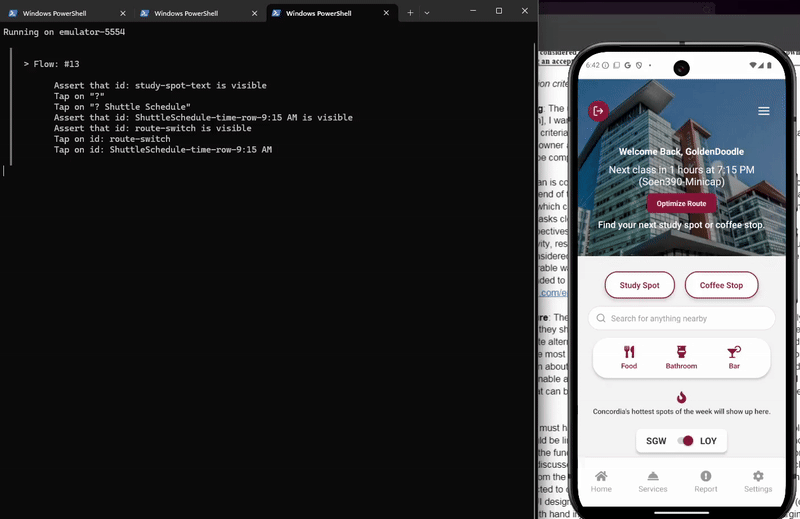 Windows PowerShell
Windows PowerShell
Windows PowerShell
Running on emulator-5554
> Flow: #13
Assert that id: study-spot-text is visible
Tap on "?"
Tap on "? Shuttle Schedule"
Assert that id: ShuttleSchedule-time-row-9:15 AM is visible
Assert that id: route-switch is visible
Tap on id: route-switch
Tap on id: ShuttleSchedule-time-row-9:15 AM
6:42
Welcome Back, GoldenDoodle
Next class in 1 hours at 7:15 PM
(Soen390-Minicap)
Optimize Route
Find your next study spot or coffee stop.
Study Spot
Coffee Stop
Search for anything nearby
Food
Bathroom
Bar
Concordia's hottest spots of the week will show up here.
SGW
LOY
Home
Services
Report
Settings